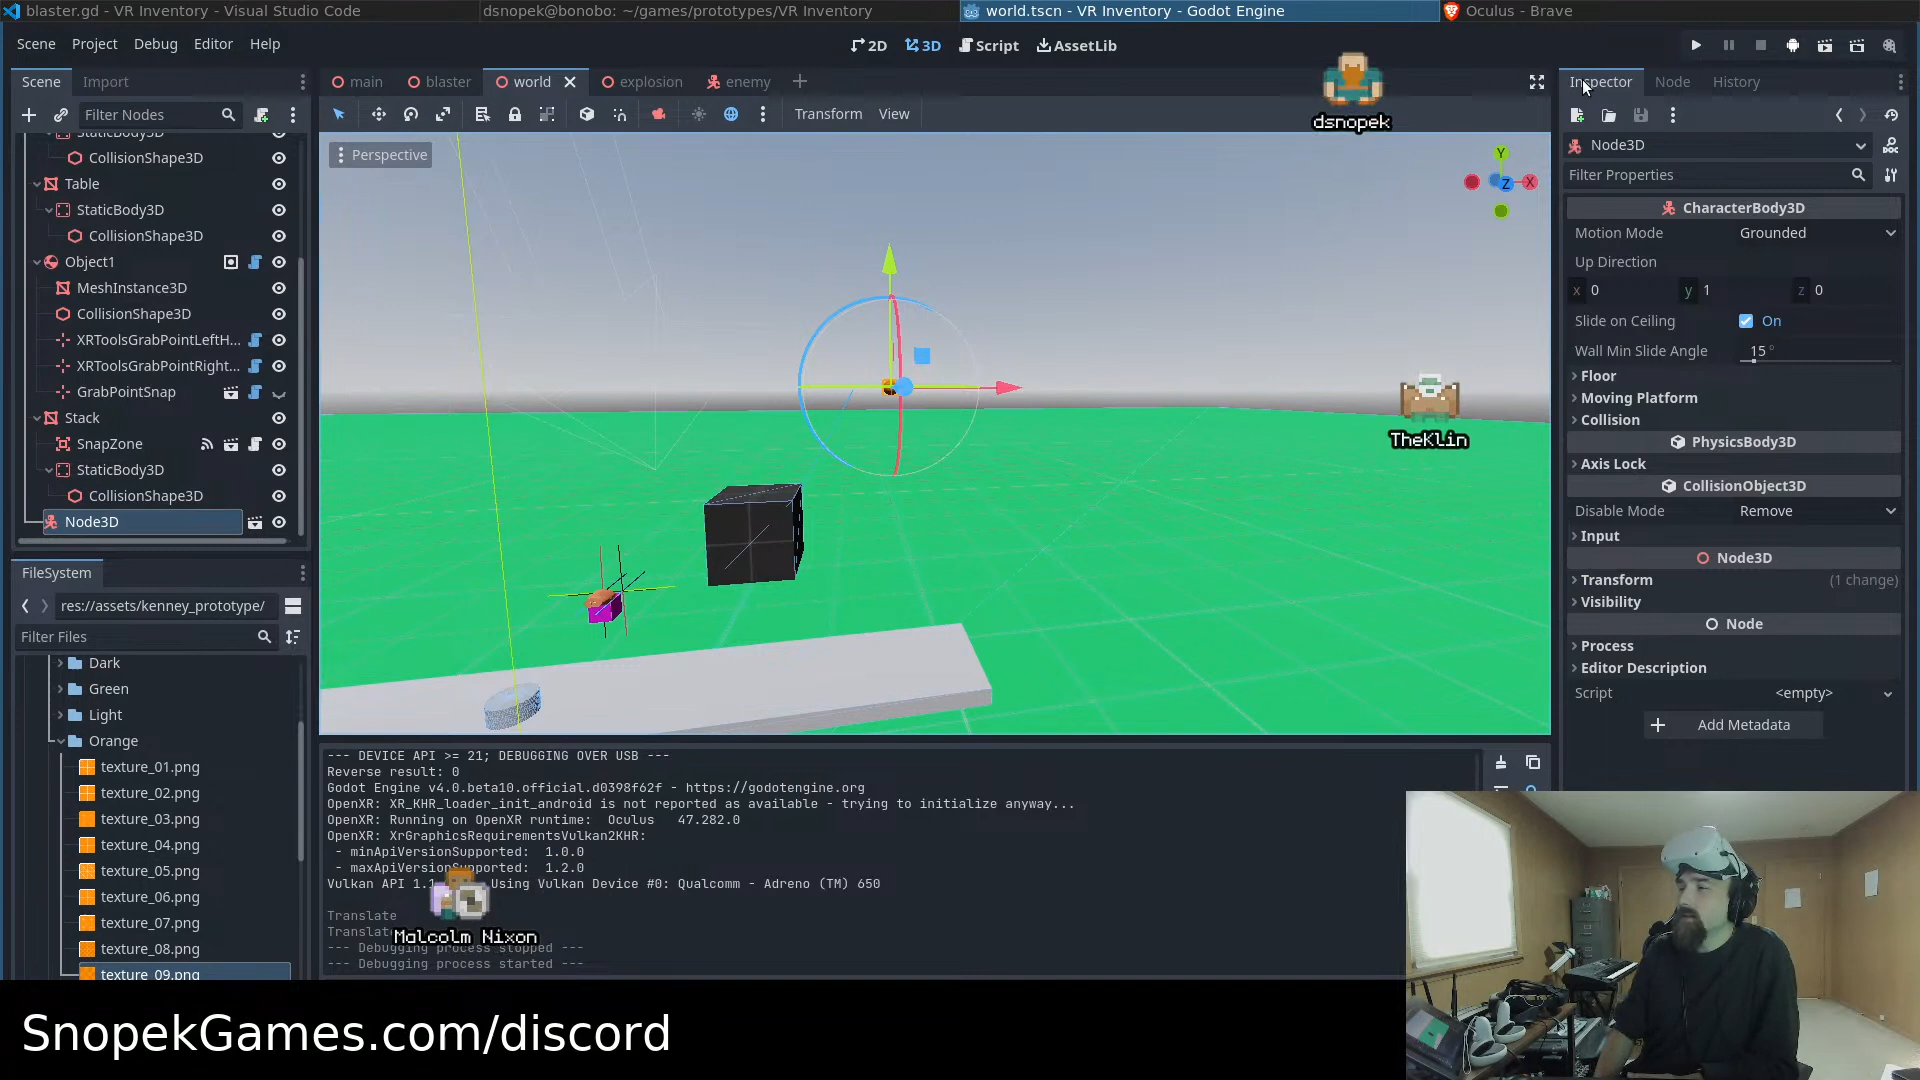 blaster.gd - VR Inventory - Visual Studio Code
dsnopek@bonobo: ~/games/prototypes/VR Inventory
world.tscn - VR Inventory - Godot Engine
Oculus - Brave
Scene Project Debug Editor Help
2D 3D Script AssetLib
Scene Import
main blaster world explosion enemy
Inspector Node History
Filter Nodes
Transform View
dsnopek
Perspective
Y
Z X
StaticBody3D
CollisionShape3D
Table
StaticBody3D
CollisionShape3D
Object1
MeshInstance3D
CollisionShape3D
XRToolsGrabPointLeftH...
XRToolsGrabPointRight...
GrabPointSnap
Stack
SnapZone
StaticBody3D
CollisionShape3D
Node3D
TheKlin
Node3D
Filter Properties
CharacterBody3D
Motion Mode Grounded
Up Direction
x 0 y 1 z 0
Slide on Ceiling On
Wall Min Slide Angle 15 °
Floor
Moving Platform
Collision
PhysicsBody3D
Axis Lock
CollisionObject3D
Disable Mode Remove
Input
Node3D
Transform (1 change)
Visibility
Node
Process
Editor Description
Script <empty>
Add Metadata
FileSystem
res://assets/kenney_prototype/
Filter Files
Dark
Green
Light
Orange
texture_01.png
texture_02.png
texture_03.png
texture_04.png
texture_05.png
texture_06.png
texture_07.png
texture_08.png
texture_09.png
--- DEVICE API >= 21; DEBUGGING OVER USB ---
Reverse result: 0
Godot Engine v4.0.beta10.official.d0398f62f - https://godotengine.org
OpenXR: XR_KHR_loader_init_android is not reported as available - trying to initialize anyway...
OpenXR: Running on OpenXR runtime: Oculus 47.282.0
OpenXR: XrGraphicsRequirementsVulkan2KHR:
- minApiVersionSupported: 1.0.0
- maxApiVersionSupported: 1.2.0
Vulkan API 1.1 Using Vulkan Device #0: Qualcomm - Adreno (TM) 650
Translate
Translate
Malcolm Nixon
--- Debugging process stopped ---
--- Debugging process started ---
SnopekGames.com/discord